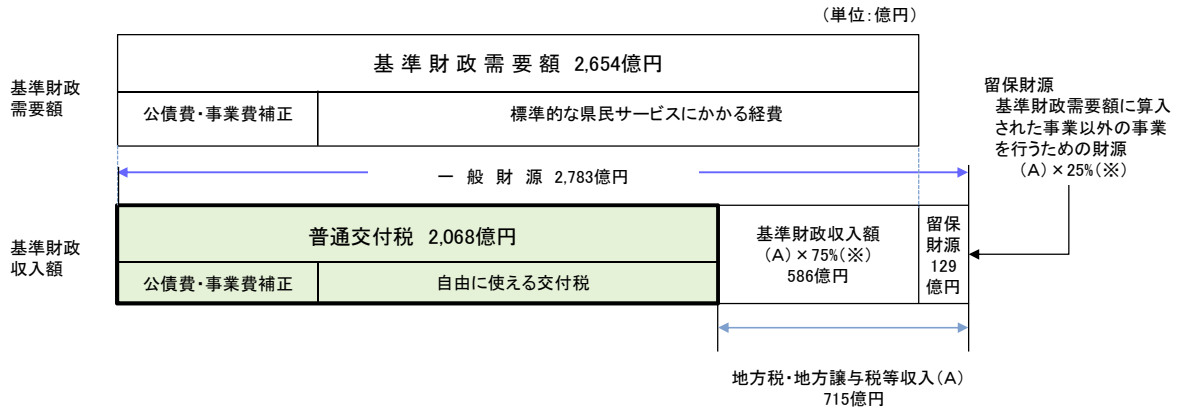 (単位:億円)
基準財政
需要額
基 準 財 政 需 要 額 2,654億円
公債費・事業費補正
標準的な県民サービスにかかる経費
留保財源
基準財政需要額に算入
された事業以外の事業
を行うための財源
(A)×25%(※)
一 般 財 源 2,783億円
基準財政
収入額
普通交付税 2,068億円
公債費・事業費補正
自由に使える交付税
基準財政収入額
(A)×75%(※)
586億円
留保
財源
129
億円
地方税・地方譲与税等収入(A)
715億円